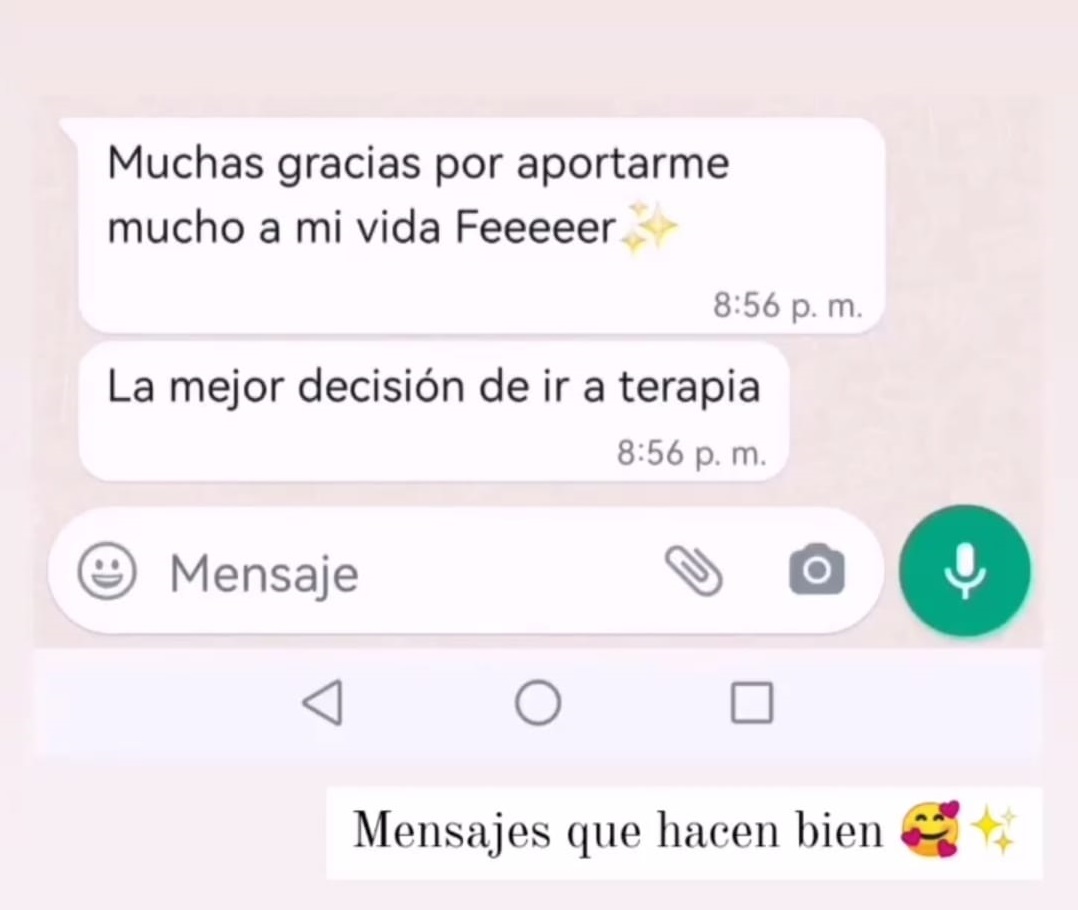 Muchas gracias por aportarme
mucho a mi vida Feeeeer✨
8:56 p. m.
La mejor decisión de ir a terapia
8:56 p. m.
Mensaje
Mensajes que hacen bien 🥰✨